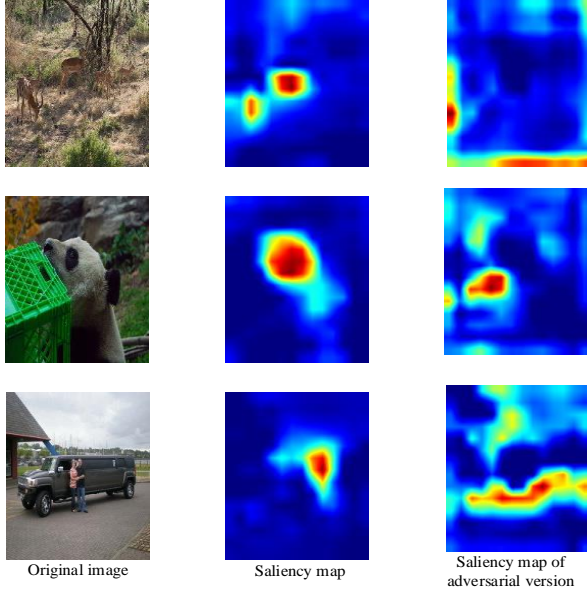 Original image
Saliency map
Saliency map of
adversarial version